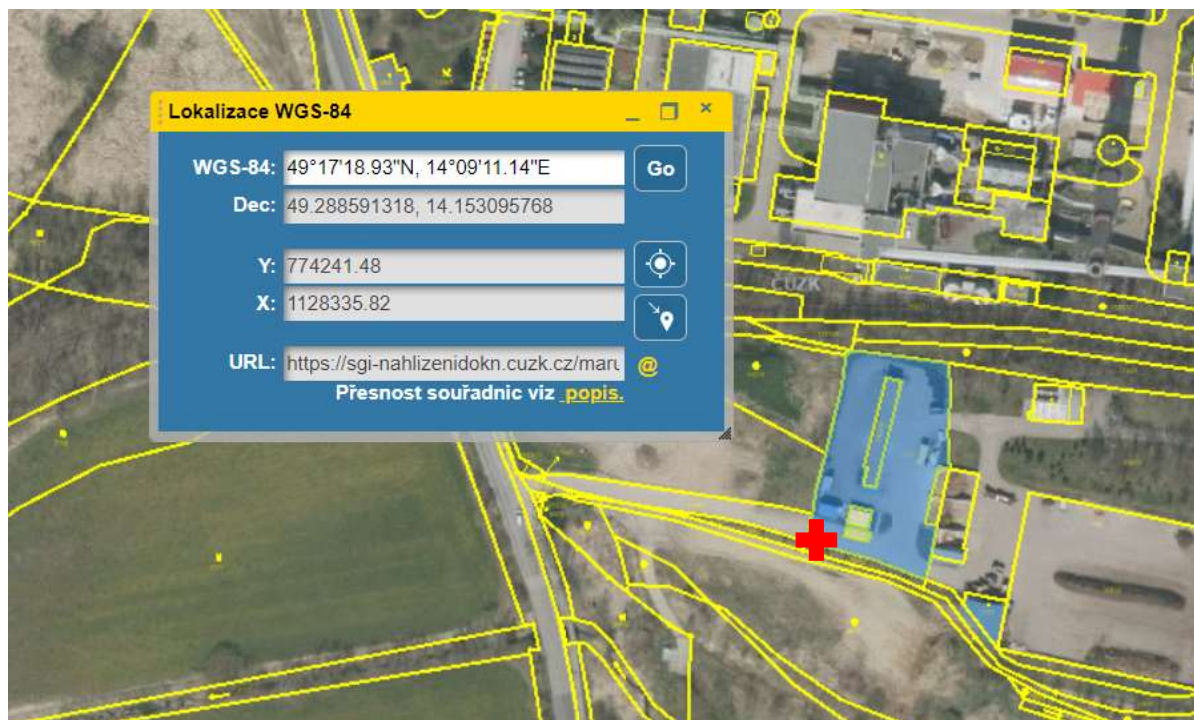 Lokalizace WGS-84
WGS-84: 49°17'18.93"N, 14°09'11.14"E Go
Dec: 49.288591318, 14.153095768
Y: 774241.48
X: 1128335.82
URL: https://sgi-nahlizenidokn.cuzk.cz/maru @
Přesnost souřadnic viz popis.
ČÚZK